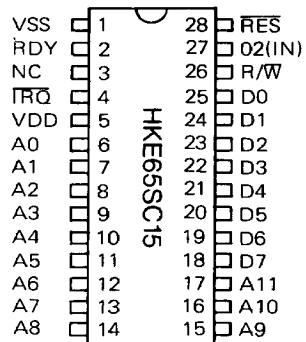 VSS 1 28 RES
RDY 2 27 02(IN)
NC 3 26 R/W
IRQ 4 25 D0
VDD 5 24 D1
A0 6 23 D2
A1 7 22 D3
A2 8 21 D4
A3 9 20 D5
A4 10 19 D6
A5 11 18 D7
A6 12 17 A11
A7 13 16 A10
A8 14 15 A9
HKE65SC15